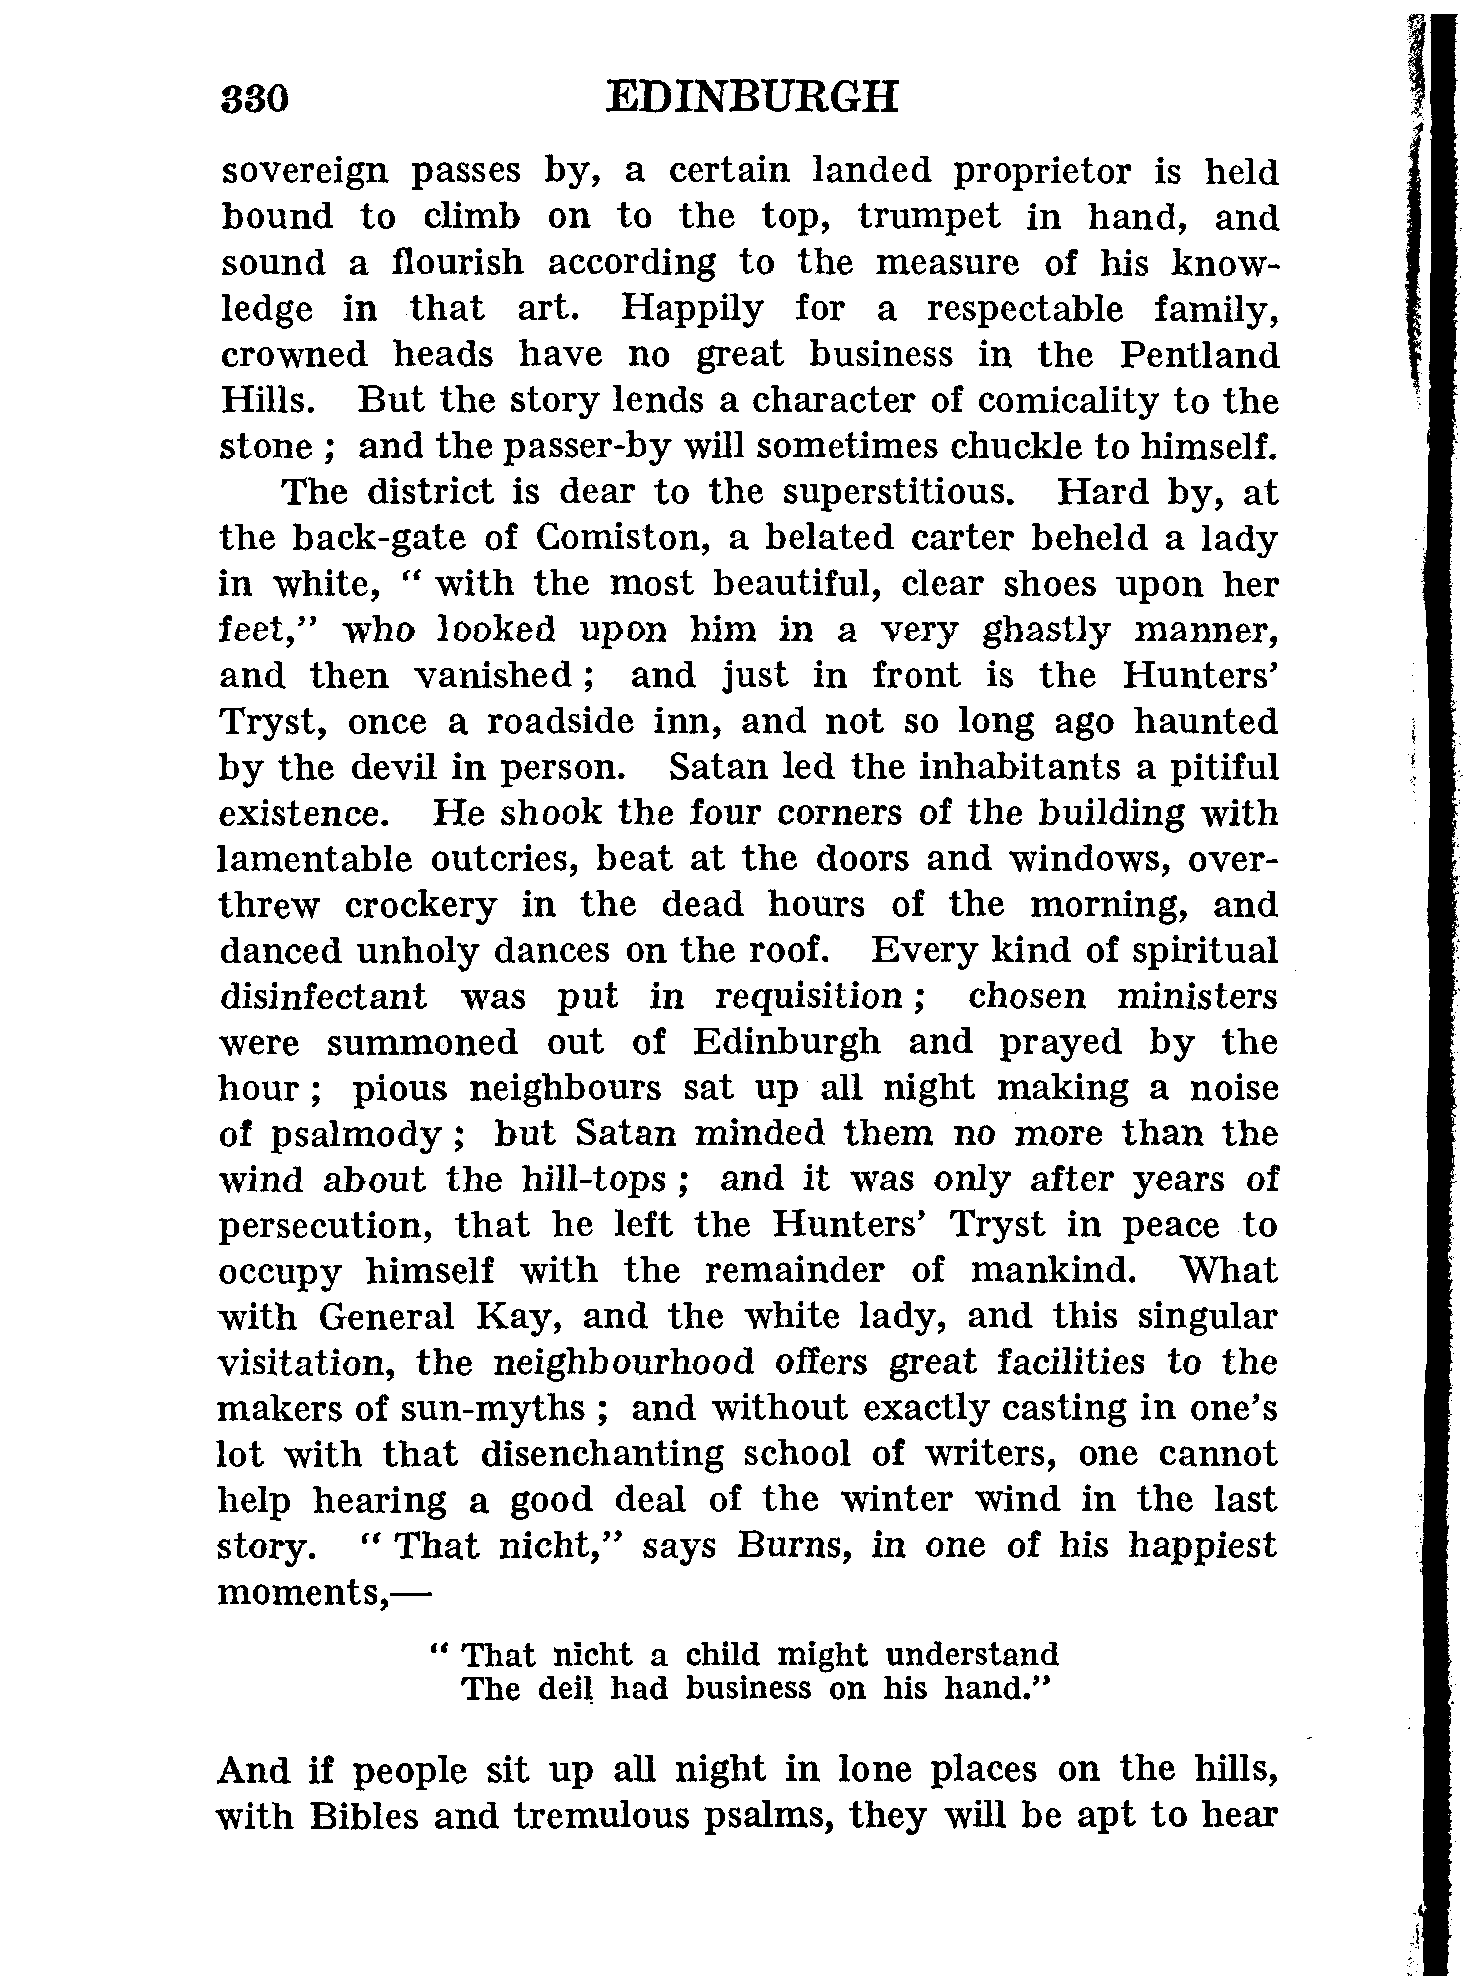 330 EDINBURGH
sovereign passes by, a certain landed proprietor is held
bound to climb on to the top, trumpet in hand, and
sound a flourish according to the measure of his know-
ledge in that art. Happily for a respectable family,
crowned heads have no great business in the Pentland
Hills. But the story lends a character of comicality to the
stone ; and the passer-by will sometimes chuckle to himself.
The district is dear to the superstitious. Hard by, at
the back-gate of Comiston, a belated carter beheld a lady
in white, “ with the most beautiful, clear shoes upon her
feet,” who looked upon him in a very ghastly manner,
and then vanished ; and just in front is the Hunters’
Tryst, once a roadside inn, and not so long ago haunted
by the devil in person. Satan led the inhabitants a pitiful
existence. He shook the four corners of the building with
lamentable outcries, beat at the doors and windows, over-
threw crockery in the dead hours of the morning, and
danced unholy dances on the roof. Every kind of spiritual
disinfectant was put in requisition ; chosen ministers
were summoned out of Edinburgh and prayed by the
hour ; pious neighbours sat up all night making a noise
of psalmody ; but Satan minded them no more than the
wind about the hill-tops ; and it was only after years of
persecution, that he left the Hunters’ Tryst in peace to
occupy himself with the remainder of mankind. What
with General Kay, and the white lady, and this singular
visitation, the neighbourhood offers great facilities to the
makers of sun-myths ; and without exactly casting in one’s
lot with that disenchanting school of writers, one cannot
help hearing a good deal of the winter wind in the last
story. “ That nicht,” says Burns, in one of his happiest
moments,—
“ That nicht a child might understand
The deil had business on his hand.”
And if people sit up all night in lone places on the hills,
with Bibles and tremulous psalms, they will be apt to hear